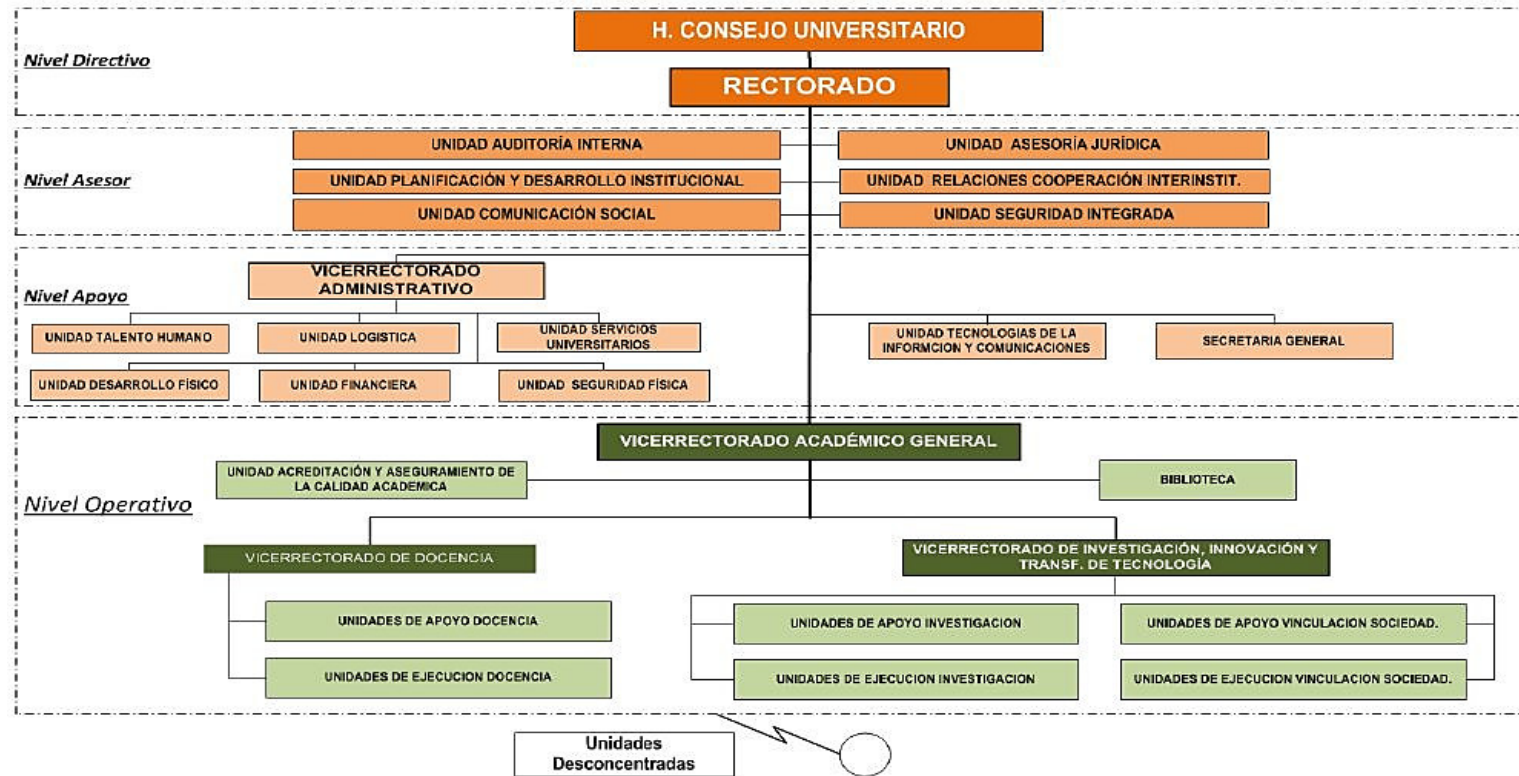 H. CONSEJO UNIVERSITARIO
Nivel Directivo
RECTORADO
UNIDAD AUDITORÍA INTERNA
UNIDAD ASESORÍA JURÍDICA
Nivel Asesor
UNIDAD PLANIFICACIÓN Y DESARROLLO INSTITUCIONAL
UNIDAD RELACIONES COOPERACIÓN INTERINSTIT.
UNIDAD COMUNICACIÓN SOCIAL
UNIDAD SEGURIDAD INTEGRADA
VICERRECTORADO
ADMINISTRATIVO
Nivel Apoyo
UNIDAD TALENTO HUMANO
UNIDAD LOGISTICA
UNIDAD SERVICIOS
UNIVERSITARIOS
UNIDAD TECNOLOGIAS DE LA
INFORMCION Y COMUNICACIONES
SECRETARIA GENERAL
UNIDAD DESARROLLO FÍSICO
UNIDAD FINANCIERA
UNIDAD SEGURIDAD FÍSICA
VICERRECTORADO ACADÉMICO GENERAL
UNIDAD ACREDITACIÓN Y ASEGURAMIENTO DE
LA CALIDAD ACADEMICA
BIBLIOTECA
Nivel Operativo
VICERRECTORADO DE DOCENCIA
VICERRECTORADO DE INVESTIGACIÓN, INNOVACIÓN Y
TRANSF. DE TECNOLOGÍA
UNIDADES DE APOYO DOCENCIA
UNIDADES DE APOYO INVESTIGACION
UNIDADES DE APOYO VINCULACION SOCIEDAD.
UNIDADES DE EJECUCION DOCENCIA
UNIDADES DE EJECUCION INVESTIGACION
UNIDADES DE EJECUCION VINCULACION SOCIEDAD.
Unidades
Desconcentradas